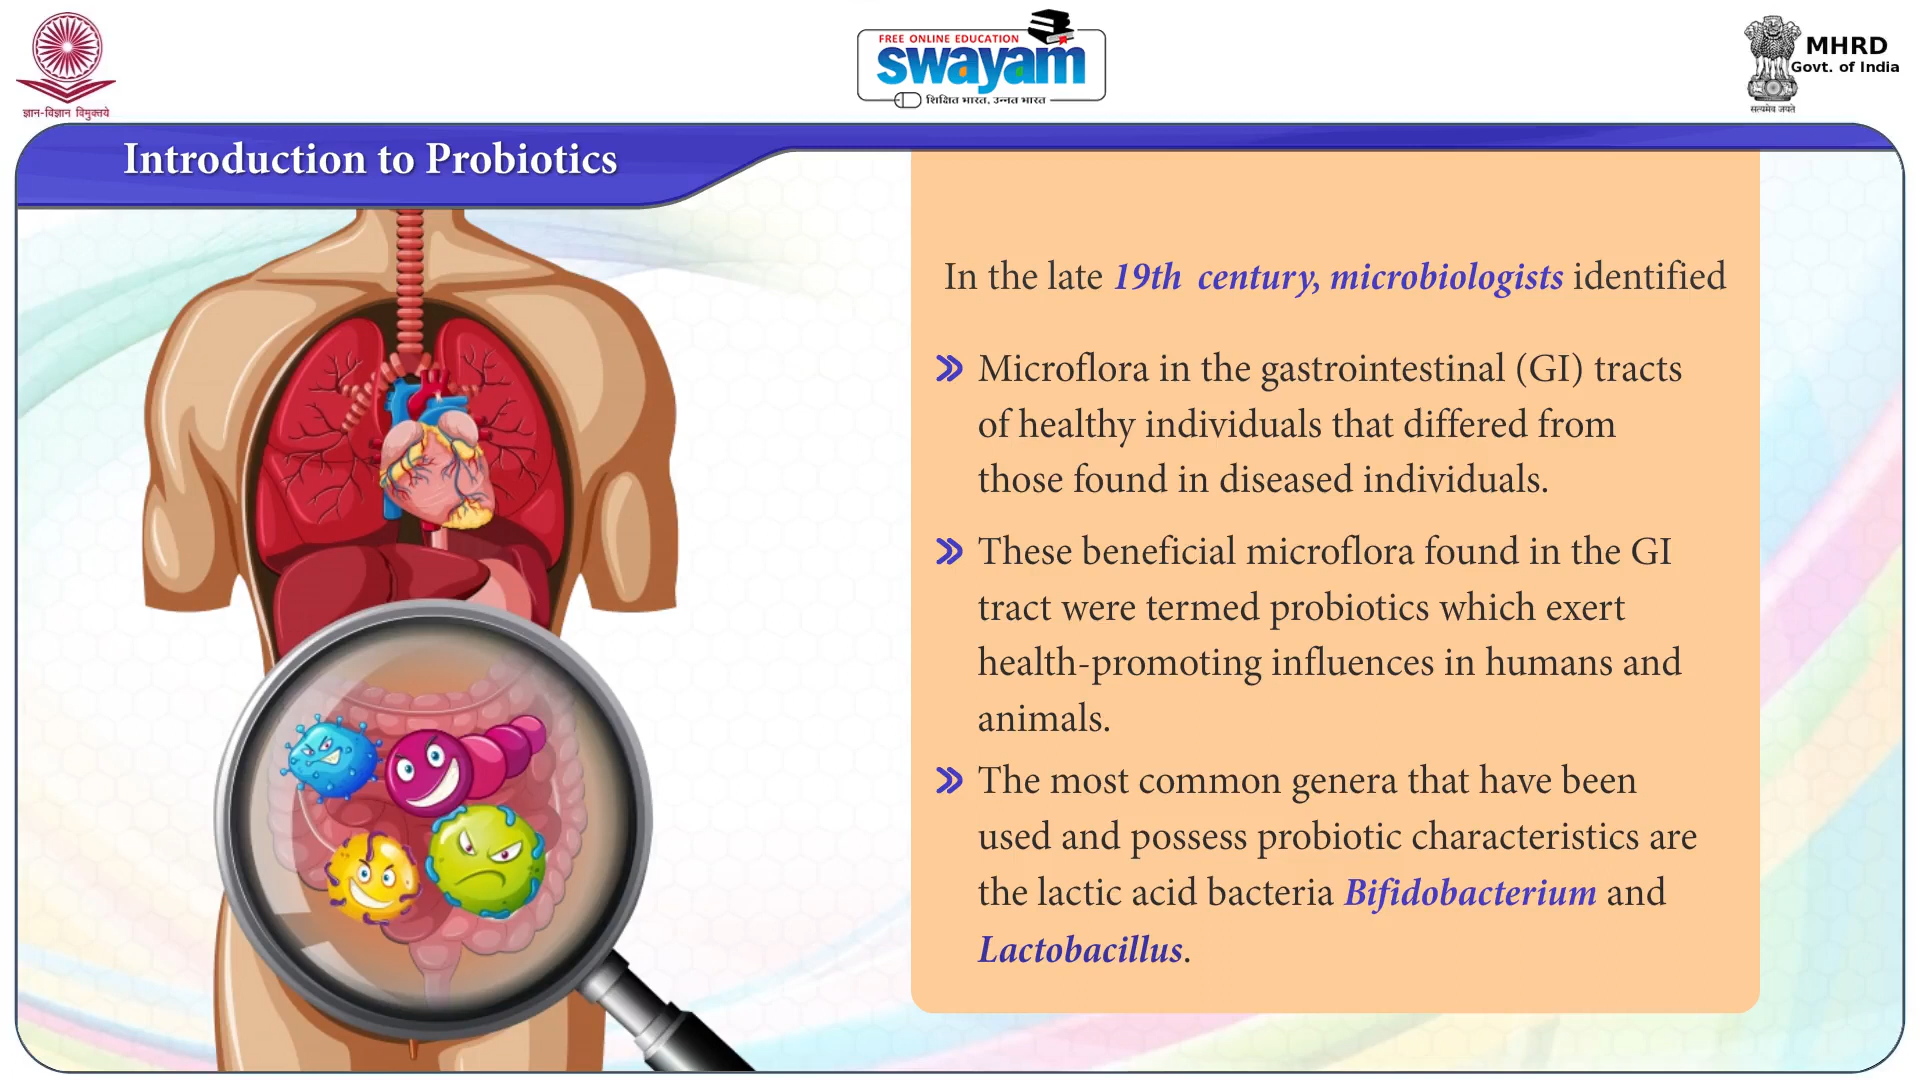 ज्ञान-विज्ञान विमुक्तये
FREE ONLINE EDUCATION
swayam
शिक्षित भारत, उन्नत भारत
MHRD
Govt. of India
सत्यमेव जयते
Introduction to Probiotics
In the late 19th century, microbiologists identified
Microflora in the gastrointestinal (GI) tracts
of healthy individuals that differed from
those found in diseased individuals.
These beneficial microflora found in the GI
tract were termed probiotics which exert
health-promoting influences in humans and
animals.
The most common genera that have been
used and possess probiotic characteristics are
the lactic acid bacteria Bifidobacterium and
Lactobacillus.